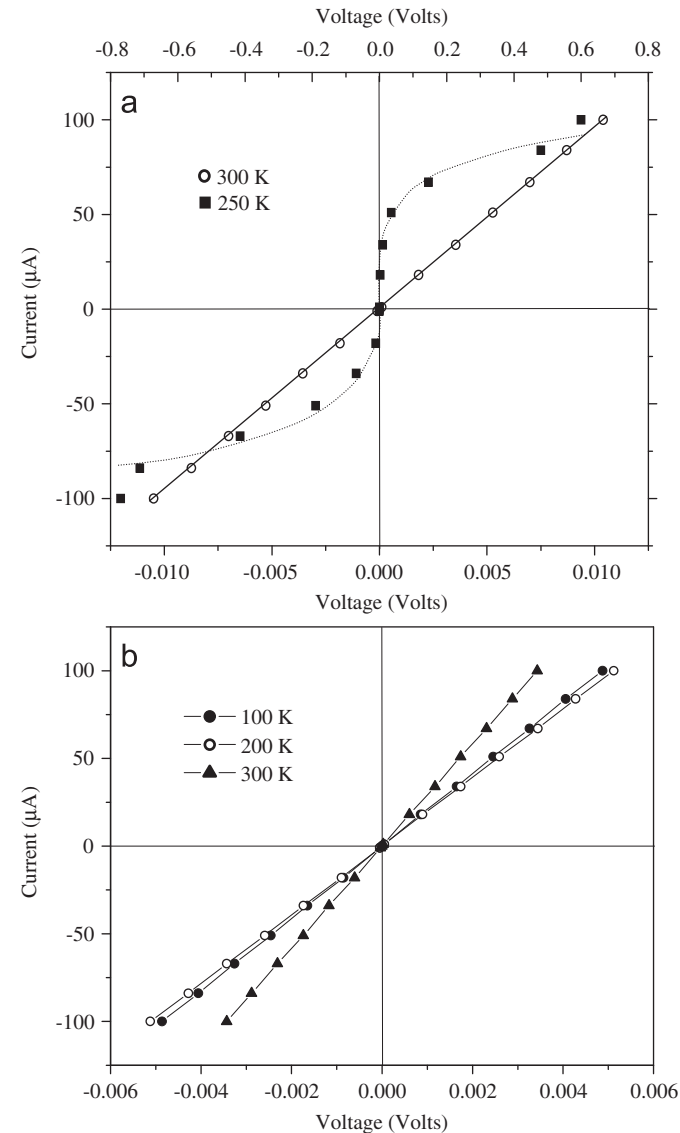 Voltage (Volts)
-0.8 -0.6 -0.4 -0.2 0.0 0.2 0.4 0.6 0.8
a
100
300 K
250 K
50
0
Current (μA)
-50
-100
-0.010 -0.005 0.000 0.005 0.010
Voltage (Volts)
b
100
100 K
200 K
300 K
50
0
Current (μA)
-50
-100
-0.006 -0.004 -0.002 0.000 0.002 0.004 0.006
Voltage (Volts)